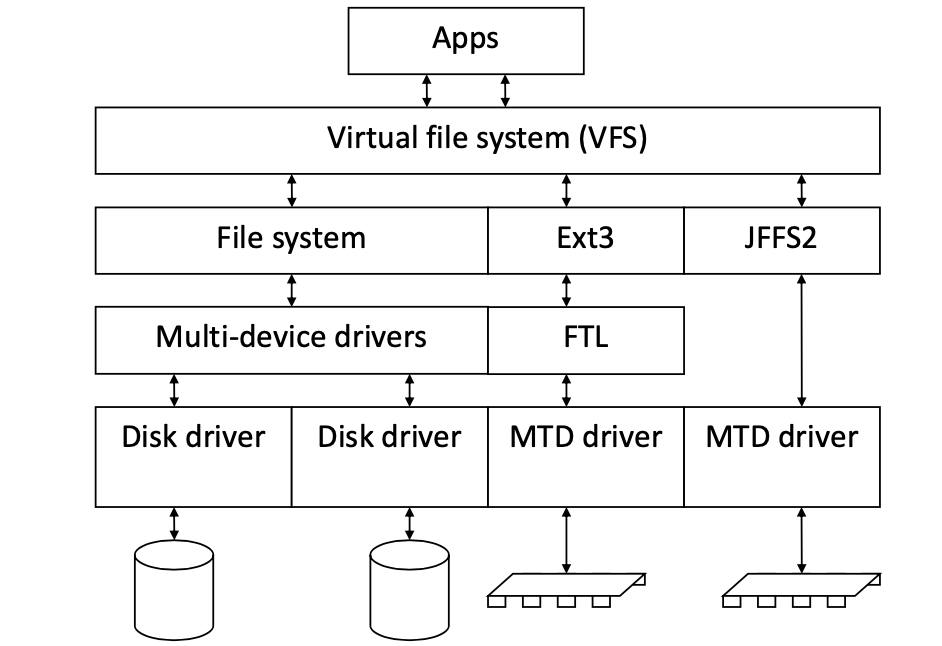 Apps
Virtual file system (VFS)
File system
Ext3
JFFS2
Multi-device drivers
FTL
Disk driver
Disk driver
MTD driver
MTD driver